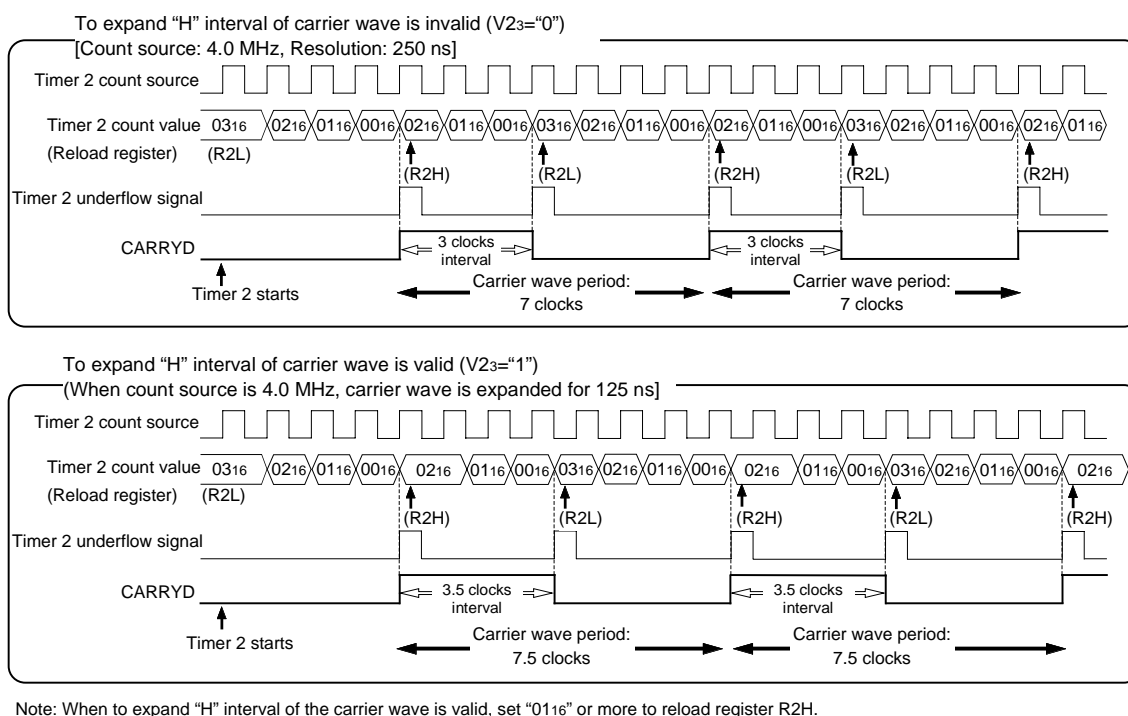 To expand “H” interval of carrier wave is invalid (V2₃=“0”)
[Count source: 4.0 MHz, Resolution: 250 ns]
Timer 2 count source
Timer 2 count value 03₁₆ 02₁₆ 01₁₆ 00₁₆ 02₁₆ 01₁₆ 00₁₆ 03₁₆ 02₁₆ 01₁₆ 00₁₆ 02₁₆ 01₁₆ 00₁₆ 03₁₆ 02₁₆ 01₁₆ 00₁₆ 02₁₆ 01₁₆
(Reload register) (R2L)
(R2H) (R2L) (R2H) (R2L) (R2H)
Timer 2 underflow signal
CARRYD 3 clocks 3 clocks
interval interval
Timer 2 starts Carrier wave period: Carrier wave period:
7 clocks 7 clocks
To expand “H” interval of carrier wave is valid (V2₃=“1”)
(When count source is 4.0 MHz, carrier wave is expanded for 125 ns]
Timer 2 count source
Timer 2 count value 03₁₆ 02₁₆ 01₁₆ 00₁₆ 02₁₆ 01₁₆ 00₁₆ 03₁₆ 02₁₆ 01₁₆ 00₁₆ 02₁₆ 01₁₆ 00₁₆ 03₁₆ 02₁₆ 01₁₆ 00₁₆ 02₁₆
(Reload register) (R2L)
(R2H) (R2L) (R2H) (R2L) (R2H)
Timer 2 underflow signal
CARRYD 3.5 clocks 3.5 clocks
interval interval
Timer 2 starts Carrier wave period: Carrier wave period:
7.5 clocks 7.5 clocks
Note: When to expand “H” interval of the carrier wave is valid, set “01₁₆” or more to reload register R2H.